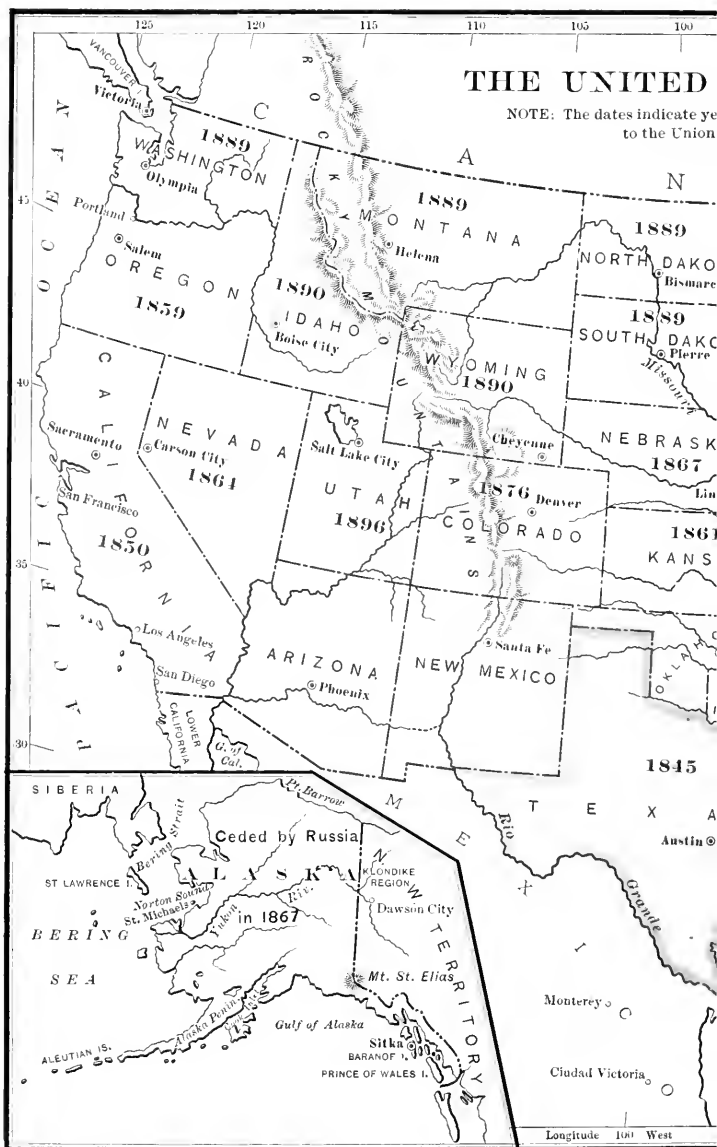 125
120
115
110
105
100
THE UNITED
NOTE: The dates indicate ye
to the Union
VANCOUVER I.
Victoria
C
A
N
ROCKY MOUNTAINS
1889
WASHINGTON
Olympia
45
Portland
Salem
OREGON
1859
1889
MONTANA
Helena
1890
IDAHO
Boise City
1889
NORTH DAKO
Bismarc
1889
SOUTH DAKO
Pierre
Missouri
WYOMING
1890
Cheyenne
40
CALIFORNIA
Sacramento
San Francisco
1850
NEVADA
Carson City
1864
Salt Lake City
UTAH
1896
1876
Denver
COLORADO
NEBRASK
1867
Lin
1861
KANS
35
PACIFIC OCEAN
Los Angeles
San Diego
LOWER
CALIFORNIA
G. of
Cal.
ARIZONA
Phoenix
NEW MEXICO
Santa Fe
OKLAH
30
1845
TEXA
Austin
Rio
Grande
MEXI
Monterey
Ciudad Victoria
Longitude 100 West
SIBERIA
Bering Strait
Pt. Barrow
Ceded by Russia
ALASKA
in 1867
ST LAWRENCE I.
Norton Sound
St. Michaels
Yukon
Riv.
KLONDIKE
REGION
Dawson City
N W TERRITORY
BERING
SEA
Mt. St. Elias
Alaska Penin.
Cook Inlet
Gulf of Alaska
ALEUTIAN IS.
Sitka
BARANOF I.
PRINCE OF WALES I.